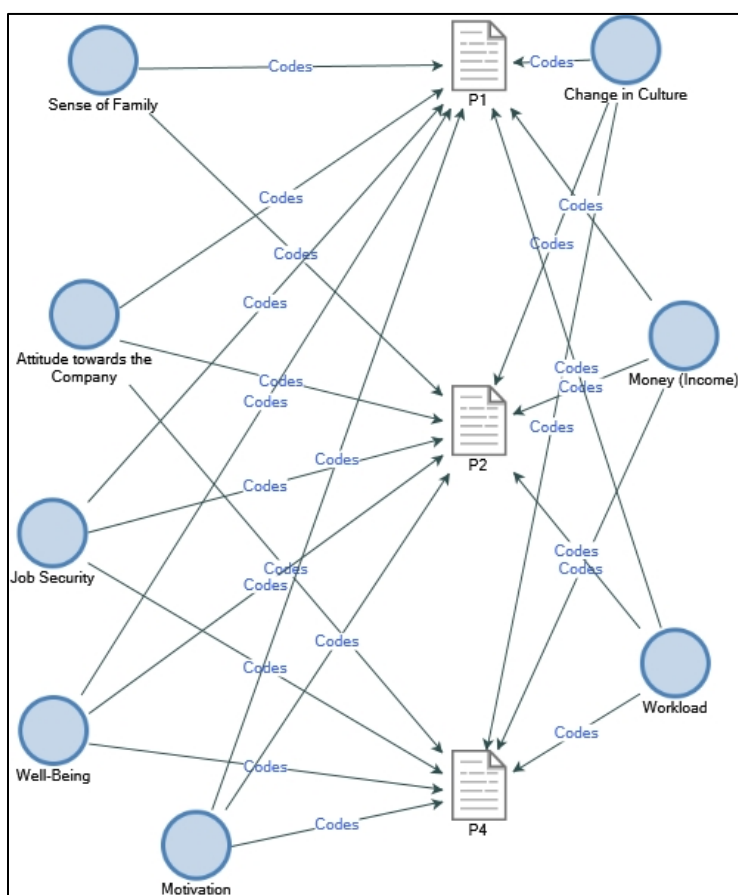 Codes
Codes
P1
Change in Culture
Sense of Family
Codes
Codes
Codes
Codes
Codes
Attitude towards the
Company
Codes
Codes
Codes
Codes
Money (Income)
Codes
Codes
Codes
P2
Codes
Job Security
Codes
Codes
Codes
Codes
Codes
Codes
Codes
Workload
Codes
Well-Being
Codes
Codes
P4
Motivation